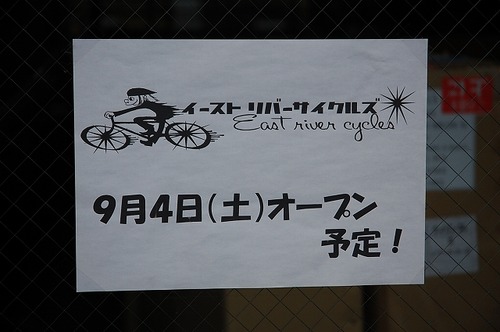 イースト リバーサイクルズ
East river cycles
9月4日(土)オープン
予定!